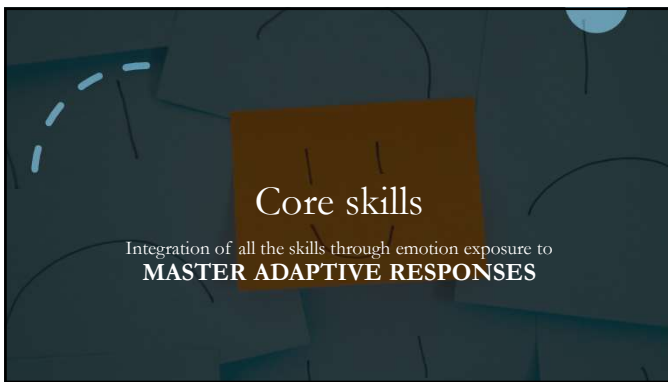 Core skills
Integration of all the skills through emotion exposure to
MASTER ADAPTIVE RESPONSES